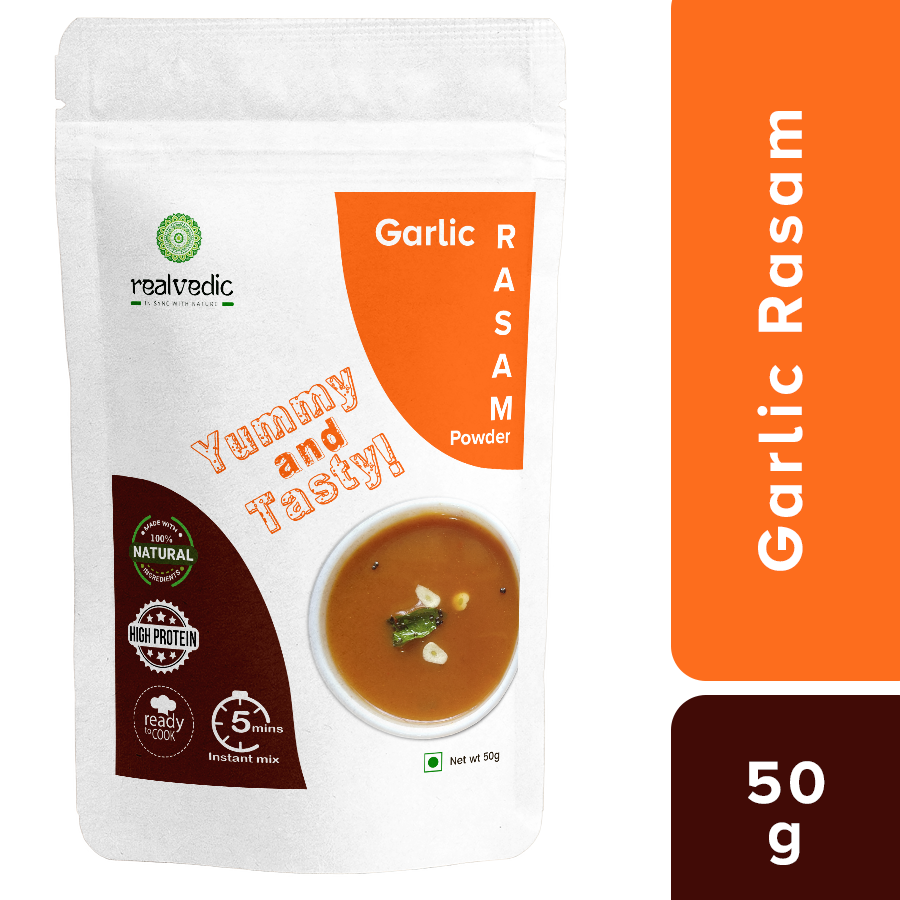 realvedic
IN SYNC WITH NATURE
Garlic
RASAM
Powder
Yummy
and
Tasty!
MADE WITH
100%
NATURAL
INGREDIENTS
HIGH PROTEIN
ready
to COOK
5 mins
Instant mix
Net wt 50g
Garlic Rasam
50
g